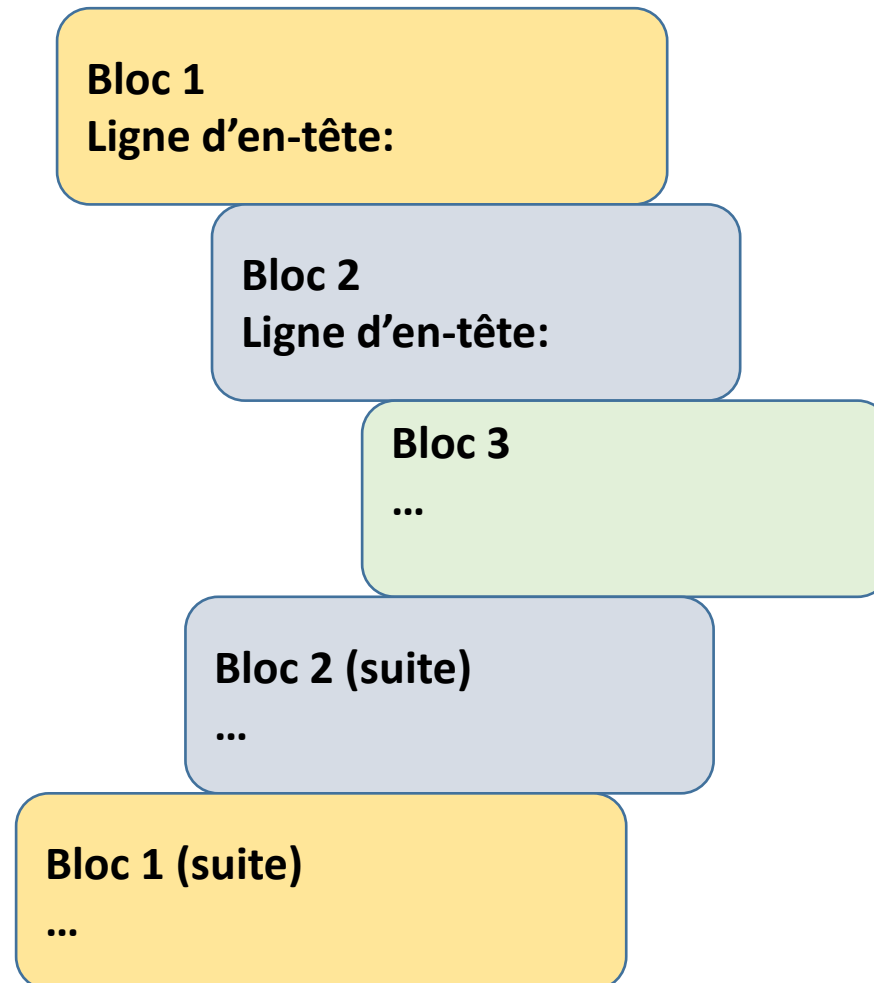 Bloc 1
Ligne d’en-tête:
Bloc 2
Ligne d’en-tête:
Bloc 3
…
Bloc 2 (suite)
…
Bloc 1 (suite)
…